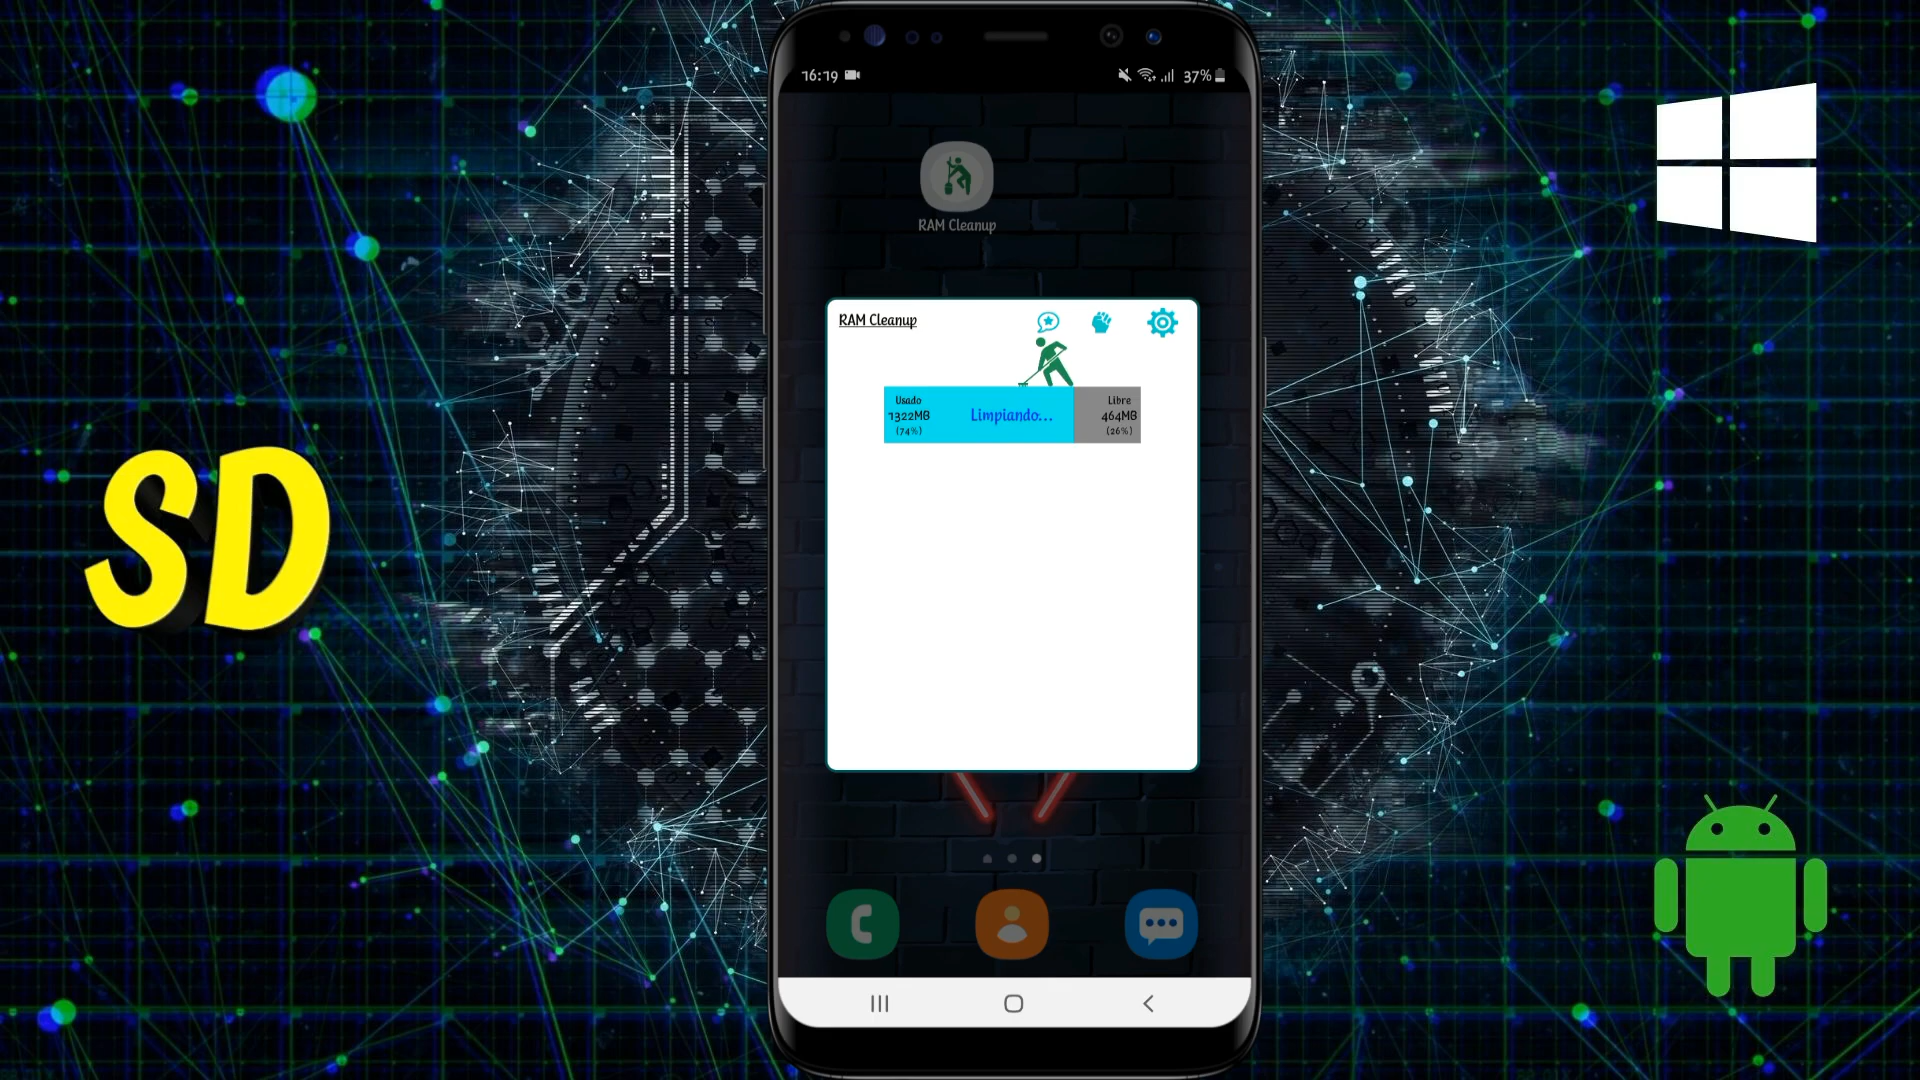 16:19
37%
RAM Cleanup
RAM Cleanup
Usado
1322MB
(74%)
Limpiando...
Libre
464MB
(26%)
SD